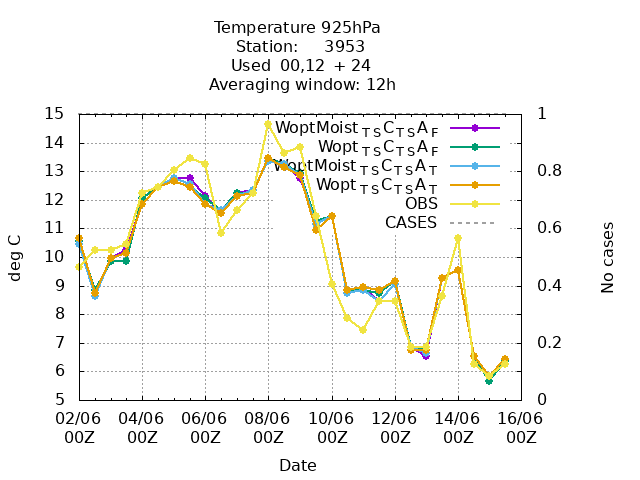 Temperature 925hPa
Station: 3953
Used 00,12 + 24
Averaging window: 12h
15 1
WoptMoist TS C TS A F
14
Wopt TS C TS A F
13 0.8
WoptMoist TS C TS A T
Wopt TS C TS A T
12
OBS
11 0.6
CASES
10
deg C
No cases
9 0.4
8
7 0.2
6
5 0
02/06 04/06 06/06 08/06 10/06 12/06 14/06 16/06
00Z 00Z 00Z 00Z 00Z 00Z 00Z 00Z
Date